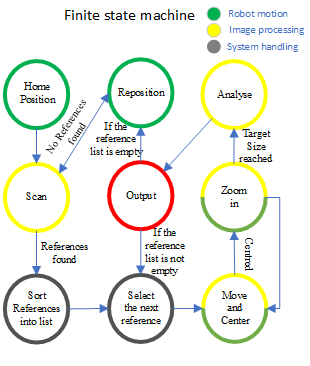 Finite state machine
Robot motion
Image processing
System handling
Home
Position
Reposition
Analyse
No References
found
If the
reference
list is empty
Target
Size
reached
Scan
Output
Zoom
in
References
found
If the
reference
list is not
empty
Centred
Sort
References
into list
Select
the next
reference
Move
and
Center